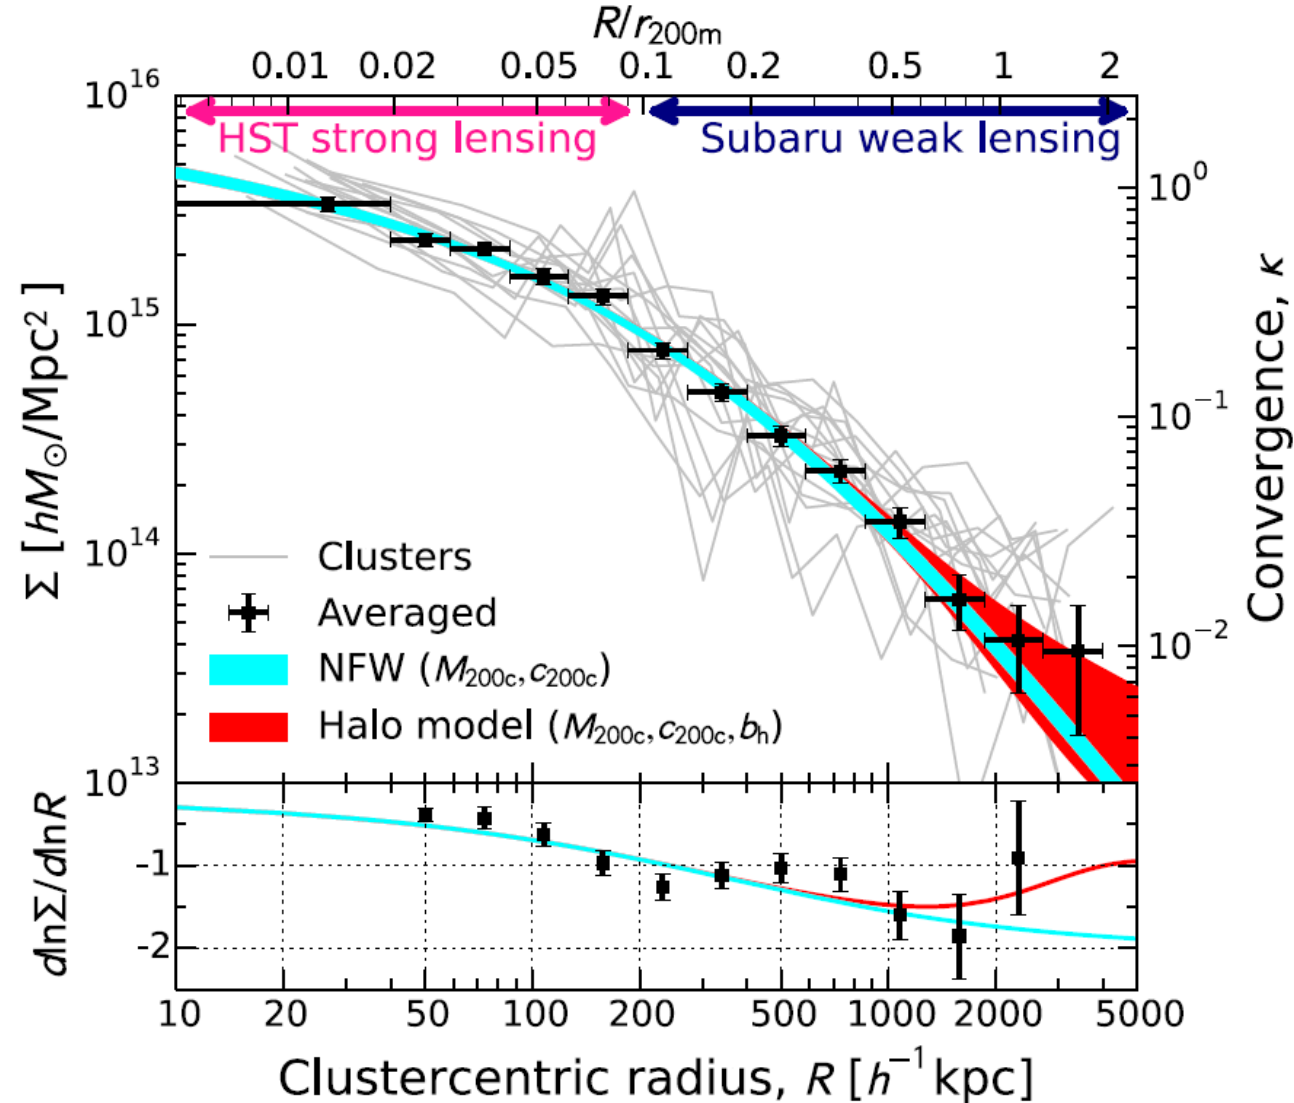 R/r200m
0.01 0.02 0.05 0.1 0.2 0.5 1 2
HST strong lensing Subaru weak lensing
10^16
10^15
10^14
10^13
Σ [hM⊙/Mpc²]
10^0
10^−1
10^−2
Convergence, κ
Clusters
Averaged
NFW (M200c,c200c)
Halo model (M200c,c200c,bh)
dlnΣ/dlnR
-1
-2
10 20 50 100 200 500 1000 2000 5000
Clustercentric radius, R [h^−1 kpc]